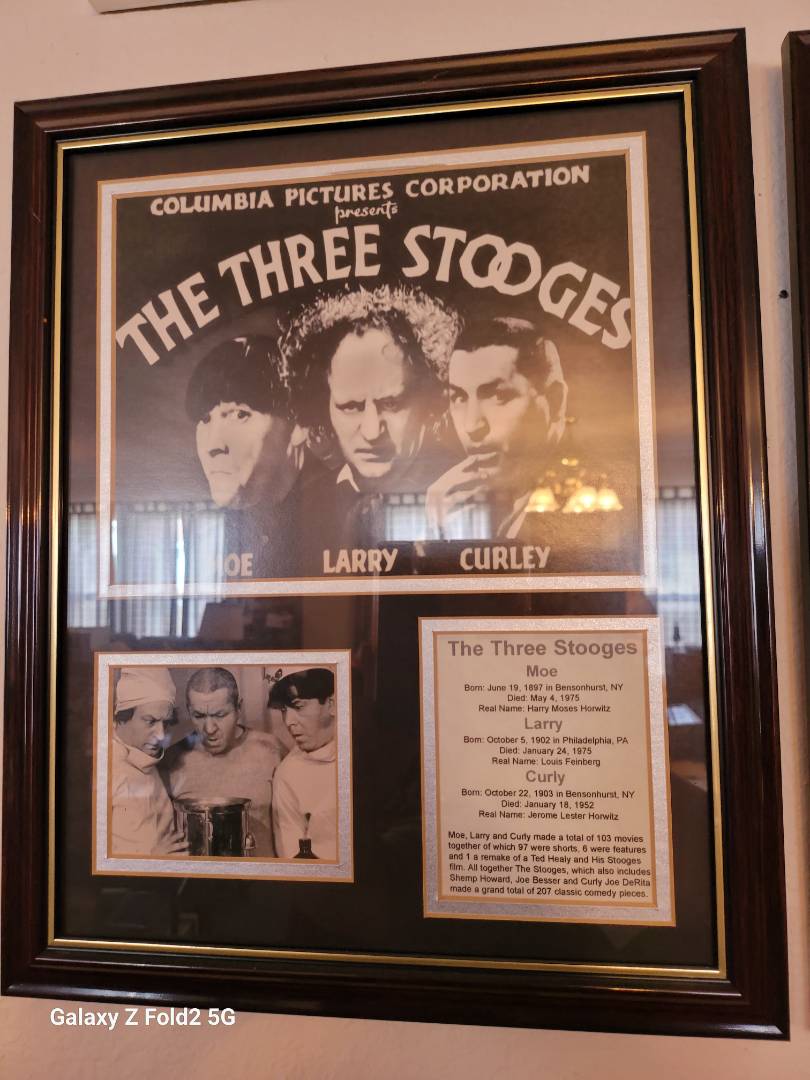 COLUMBIA PICTURES CORPORATION
presents
THE THREE STOOGES
MOE LARRY CURLEY
The Three Stooges
Moe
Born: June 19, 1897 in Bensonhurst, NY
Died: May 4, 1975
Real Name: Harry Moses Horwitz
Larry
Born: October 5, 1902 in Philadelphia, PA
Died: January 24, 1975
Real Name: Louis Feinberg
Curly
Born: October 22, 1903 in Bensonhurst, NY
Died: January 18, 1952
Real Name: Jerome Lester Horwitz
Moe, Larry and Curly made a total of 103 movies
together of which 97 were shorts, 6 were features
and 1 a remake of a Ted Healy and His Stooges
film. All together The Stooges, which also includes
Shemp Howard, Joe Besser and Curly Joe DeRita
made a grand total of 207 classic comedy pieces.
Galaxy Z Fold2 5G